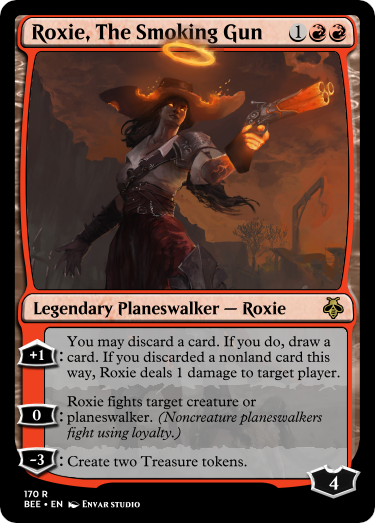 Roxie, The Smoking Gun 1
Legendary Planeswalker — Roxie
+1: You may discard a card. If you do, draw a
card. If you discarded a nonland card this
way, Roxie deals 1 damage to target player.
0: Roxie fights target creature or
planeswalker. (Noncreature planeswalkers
fight using loyalty.)
-3: Create two Treasure tokens.
4
170 R
BEE • EN ENVAR STUDIO